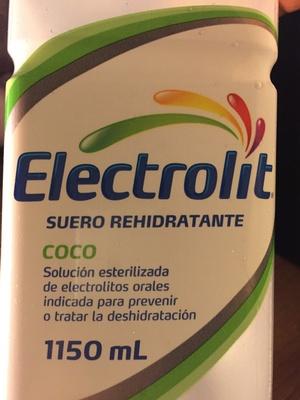 Electrolit
SUERO REHIDRATANTE
COCO
Solución esterilizada
de electrolitos orales
indicada para prevenir
o tratar la deshidratación
1150 mL